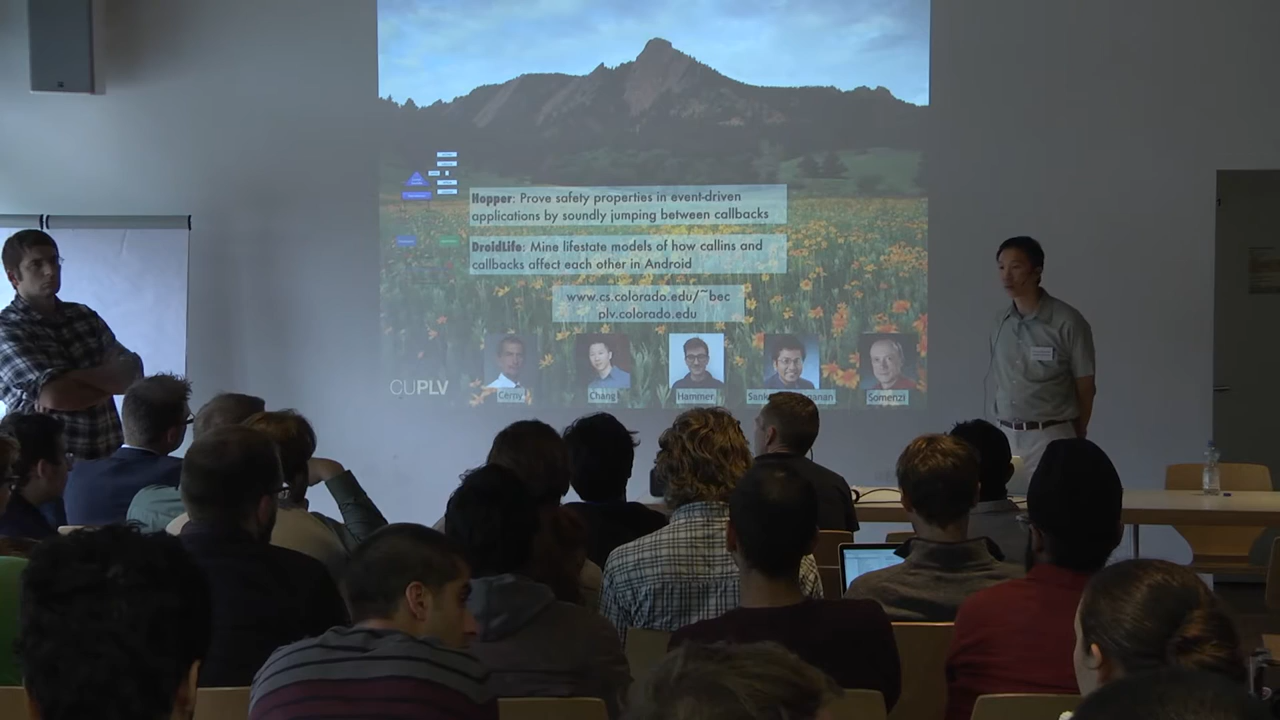 Hopper: Prove safety properties in event-driven
applications by soundly jumping between callbacks
DroidLife: Mine lifestate models of how callins and
callbacks affect each other in Android
www.cs.colorado.edu/~bec
plv.colorado.edu
CUPLV
Cerny
Chang
Hammer
Somenzi